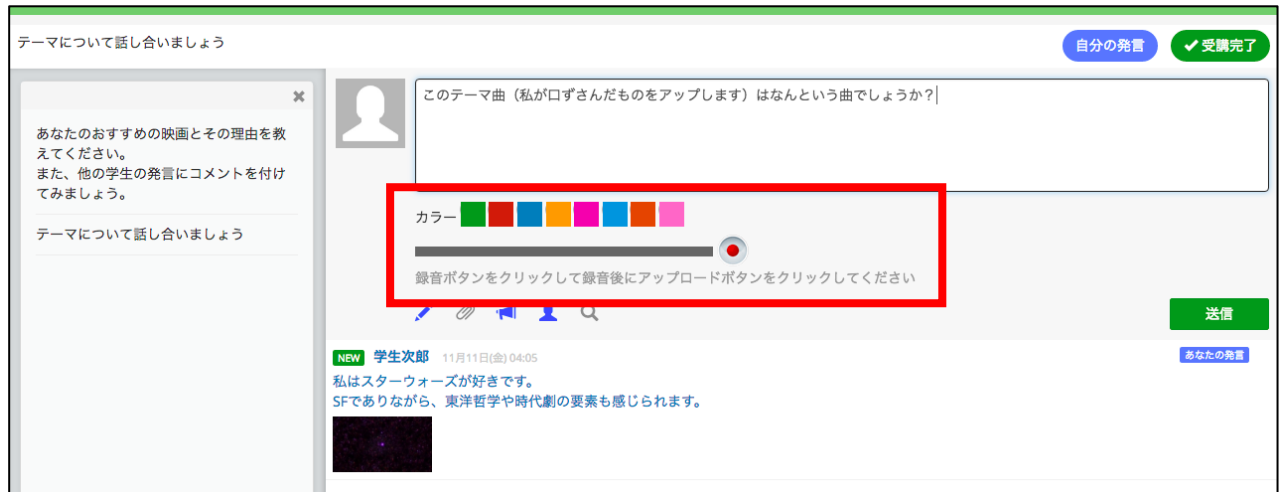 テーマについて話し合いましょう
自分の発言
受講完了
あなたのおすすめの映画とその理由を教
えてください。
また、他の学生の発言にコメントを付け
てみましょう。
テーマについて話し合いましょう
このテーマ曲（私が口ずさんだものをアップします）はなんという曲でしょうか？
カラー
録音ボタンをクリックして録音後にアップロードボタンをクリックしてください
送信
NEW 学生次郎 11月11日(金) 04:05
あなたの発言
私はスターウォーズが好きです。
SFでありながら、東洋哲学や時代劇の要素も感じられます。